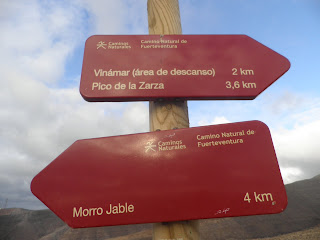 Caminos Naturales
Camino Natural de Fuerteventura
Vinámar (área de descanso) 2 km
Pico de la Zarza 3,6 km
Caminos Naturales
Camino Natural de Fuerteventura
Morro Jable 4 km